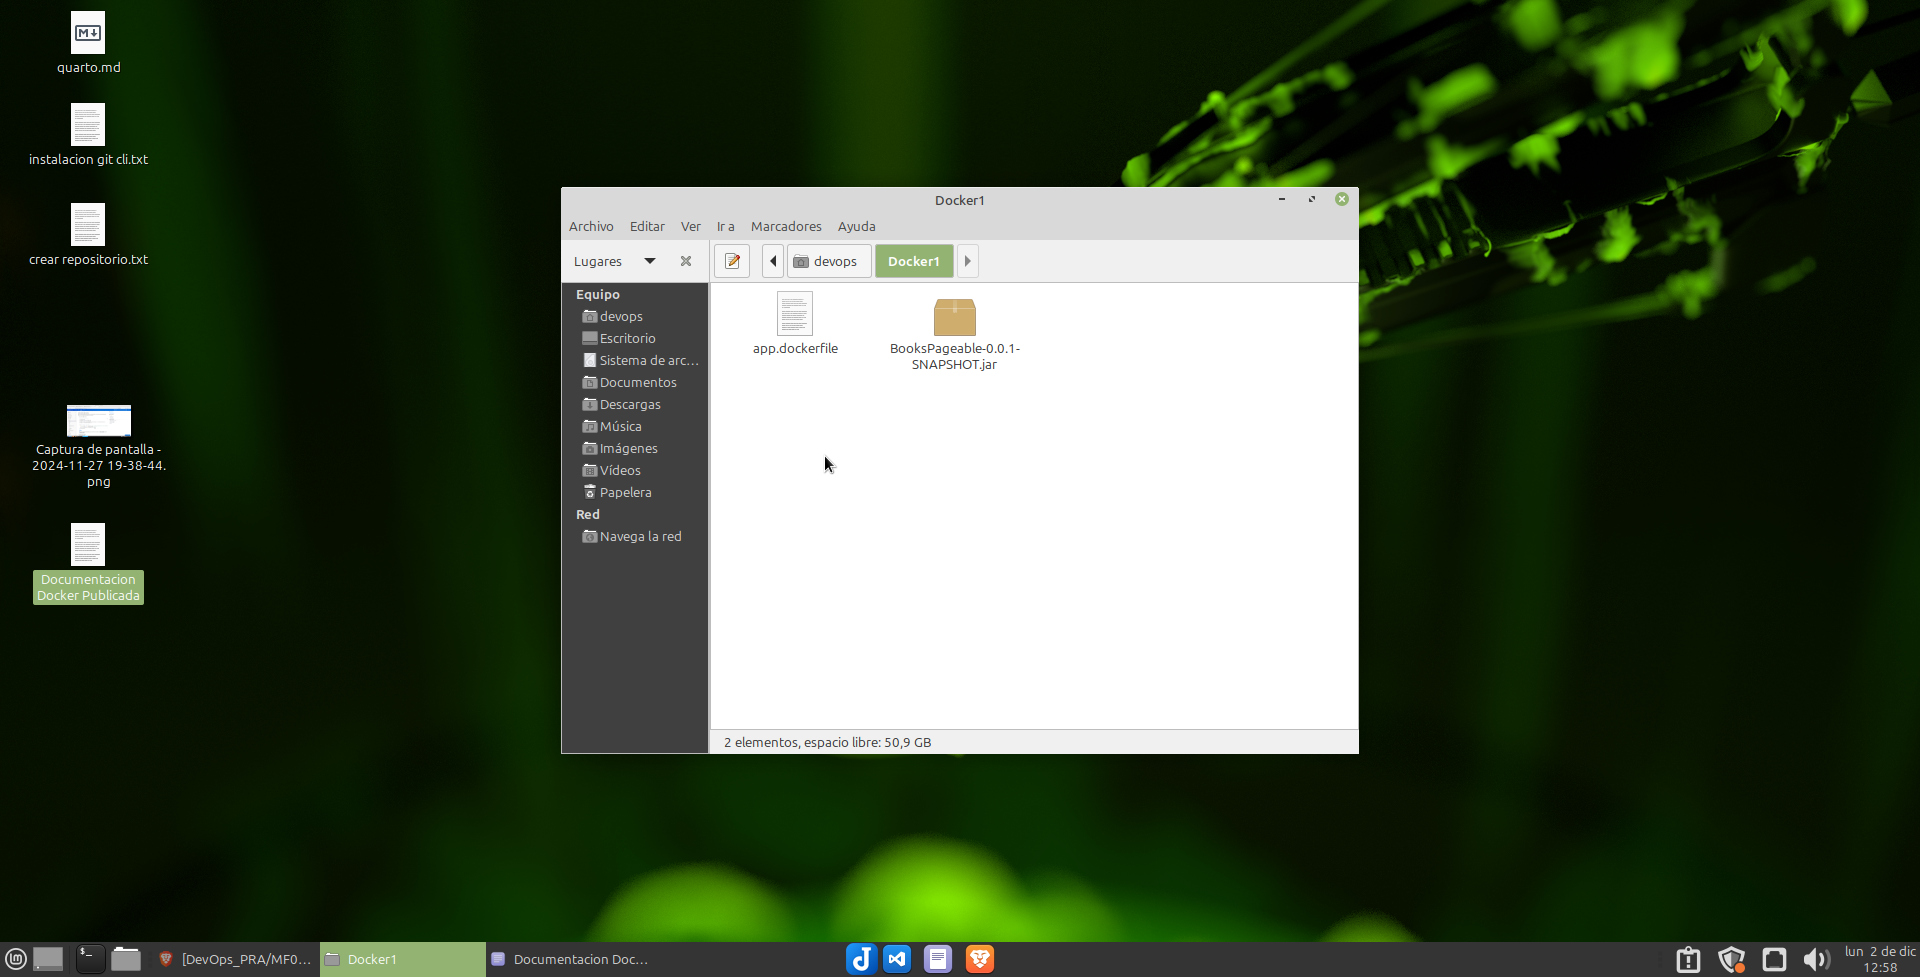 quarto.md
instalacion git cli.txt
crear repositorio.txt
Captura de pantalla -
2024-11-27 19-38-44.
png
Documentacion
Docker Publicada
Docker1
Archivo Editar Ver Ir a Marcadores Ayuda
Lugares
devops Docker1
Equipo
devops
Escritorio
Sistema de arc...
Documentos
Descargas
Música
Imágenes
Vídeos
Papelera
Red
Navega la red
app.dockerfile
BooksPageable-0.0.1-
SNAPSHOT.jar
2 elementos, espacio libre: 50,9 GB
[DevOps_PRA/MF0...
Docker1
Documentacion Doc...
lun 2 de dic
12:58